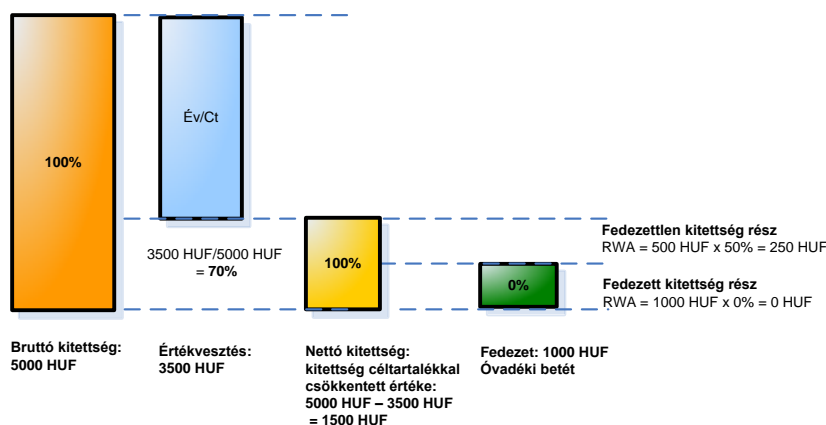 Év/Ct
100%
Fedezettlen kitettség rész
RWA = 500 HUF x 50% = 250 HUF
3500 HUF/5000 HUF
= 70%
100%
0%
Fedezett kitettség rész
RWA = 1000 HUF x 0% = 0 HUF
Bruttó kitettség:
5000 HUF
Értékvesztés:
3500 HUF
Nettó kitettség:
kitettség céltartalékkal
csökkentett értéke:
5000 HUF – 3500 HUF
= 1500 HUF
Fedezet: 1000 HUF
Óvadéki betét